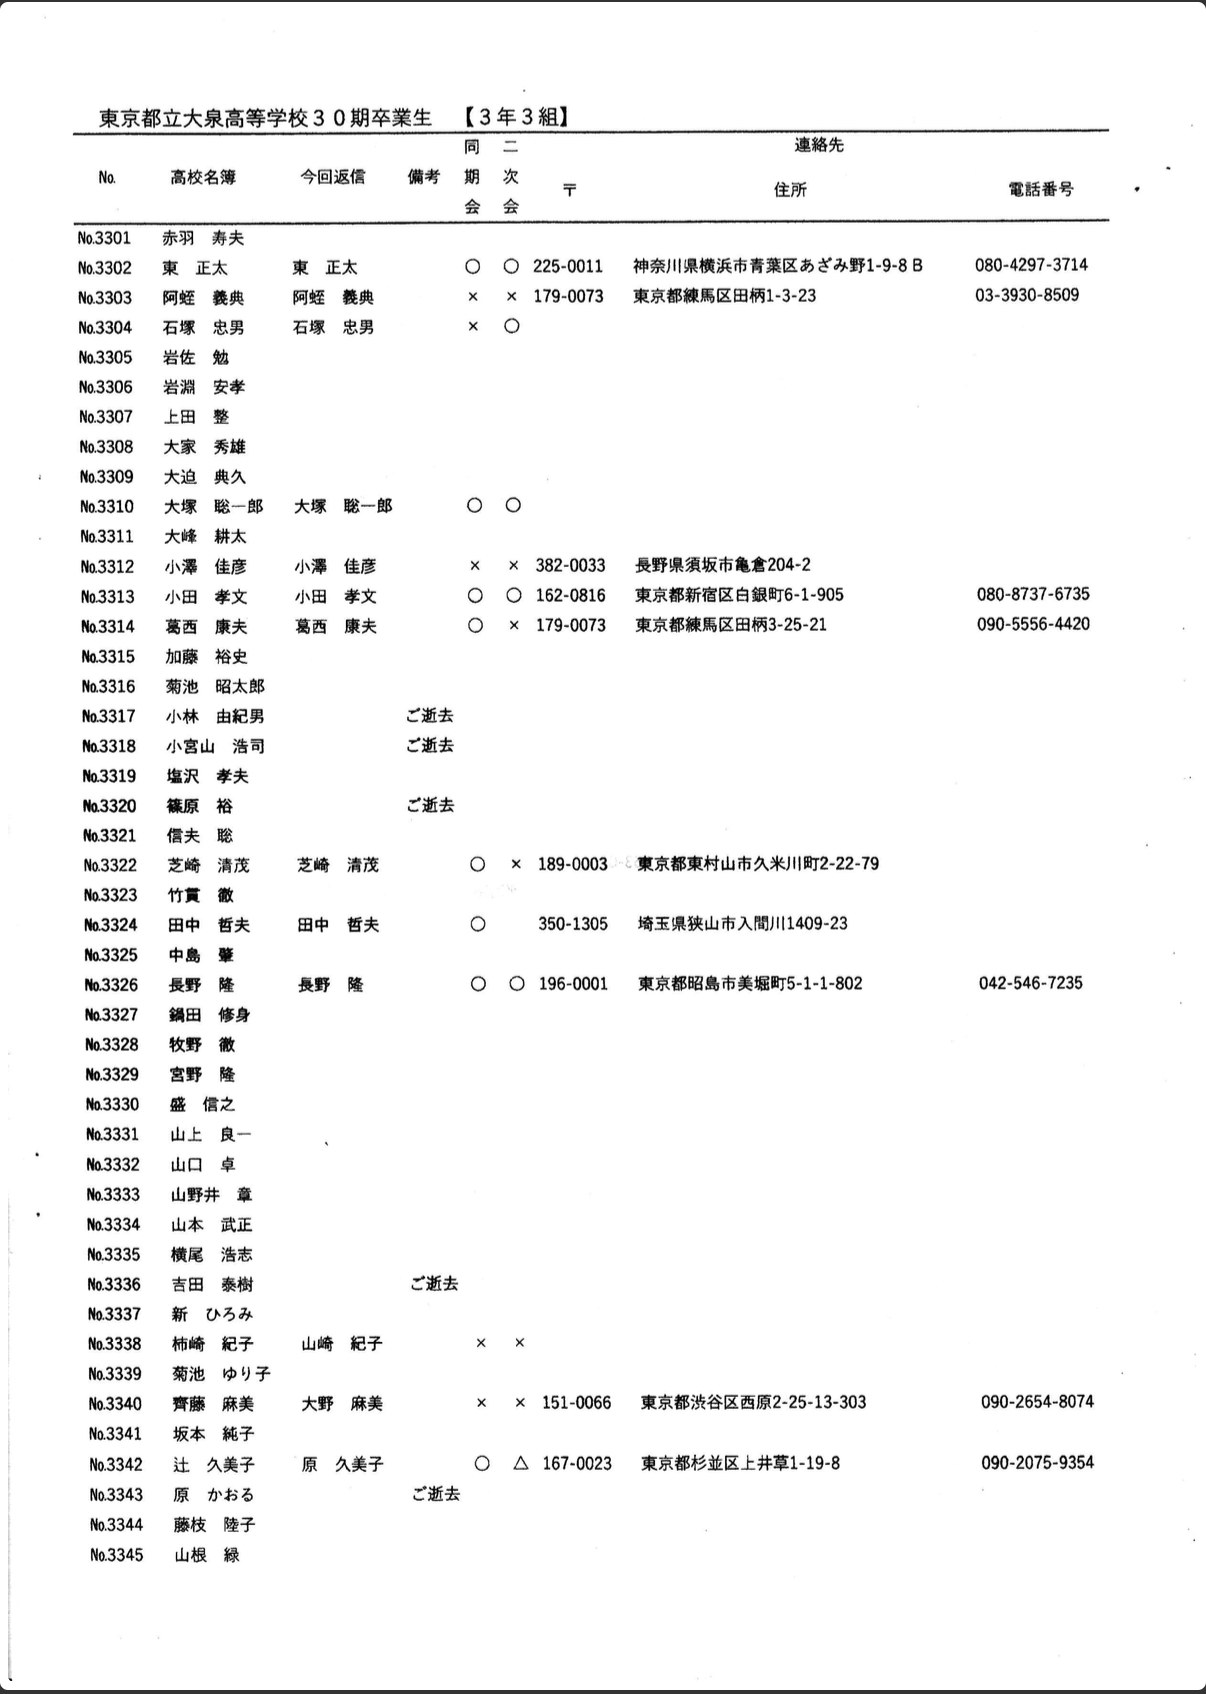 東京都立大泉高等学校３０期卒業生　【３年３組】
No.　高校名簿　今回返信　備考　同期会　二次会　連絡先　〒　住所　電話番号
No.3301　赤羽　寿夫
No.3302　東　正太　東　正太　〇　〇　225-0011　神奈川県横浜市青葉区あざみ野1-9-8 B　080-4297-3714
No.3303　阿蛭　義典　阿蛭　義典　×　×　179-0073　東京都練馬区田柄1-3-23　03-3930-8509
No.3304　石塚　忠男　石塚　忠男　×　〇
No.3305　岩佐　勉
No.3306　岩淵　安孝
No.3307　上田　整
No.3308　大家　秀雄
No.3309　大迫　典久
No.3310　大塚　聡一郎　大塚　聡一郎　〇　〇
No.3311　大峰　耕太
No.3312　小澤　佳彦　小澤　佳彦　×　×　382-0033　長野県須坂市亀倉204-2
No.3313　小田　孝文　小田　孝文　〇　〇　162-0816　東京都新宿区白銀町6-1-905　080-8737-6735
No.3314　葛西　康夫　葛西　康夫　〇　×　179-0073　東京都練馬区田柄3-25-21　090-5556-4420
No.3315　加藤　裕史
No.3316　菊池　昭太郎
No.3317　小林　由紀男　ご逝去
No.3318　小宮山　浩司　ご逝去
No.3319　塩沢　孝夫
No.3320　篠原　裕　ご逝去
No.3321　信夫　聡
No.3322　芝崎　清茂　芝崎　清茂　〇　×　189-0003　東京都東村山市久米川町2-22-79
No.3323　竹貫　徹
No.3324　田中　哲夫　田中　哲夫　〇　350-1305　埼玉県狭山市入間川1409-23
No.3325　中島　肇
No.3326　長野　隆　長野　隆　〇　〇　196-0001　東京都昭島市美堀町5-1-1-802　042-546-7235
No.3327　鍋田　修身
No.3328　牧野　徹
No.3329　宮野　隆
No.3330　盛　信之
No.3331　山上　良一
No.3332　山口　卓
No.3333　山野井　章
No.3334　山本　武正
No.3335　横尾　浩志
No.3336　吉田　泰樹　ご逝去
No.3337　新　ひろみ
No.3338　柿崎　紀子　山崎　紀子　×　×
No.3339　菊池　ゆり子
No.3340　齊藤　麻美　大野　麻美　×　×　151-0066　東京都渋谷区西原2-25-13-303　090-2654-8074
No.3341　坂本　純子
No.3342　辻　久美子　原　久美子　〇　△　167-0023　東京都杉並区上井草1-19-8　090-2075-9354
No.3343　原　かおる　ご逝去
No.3344　藤枝　陸子
No.3345　山根　緑